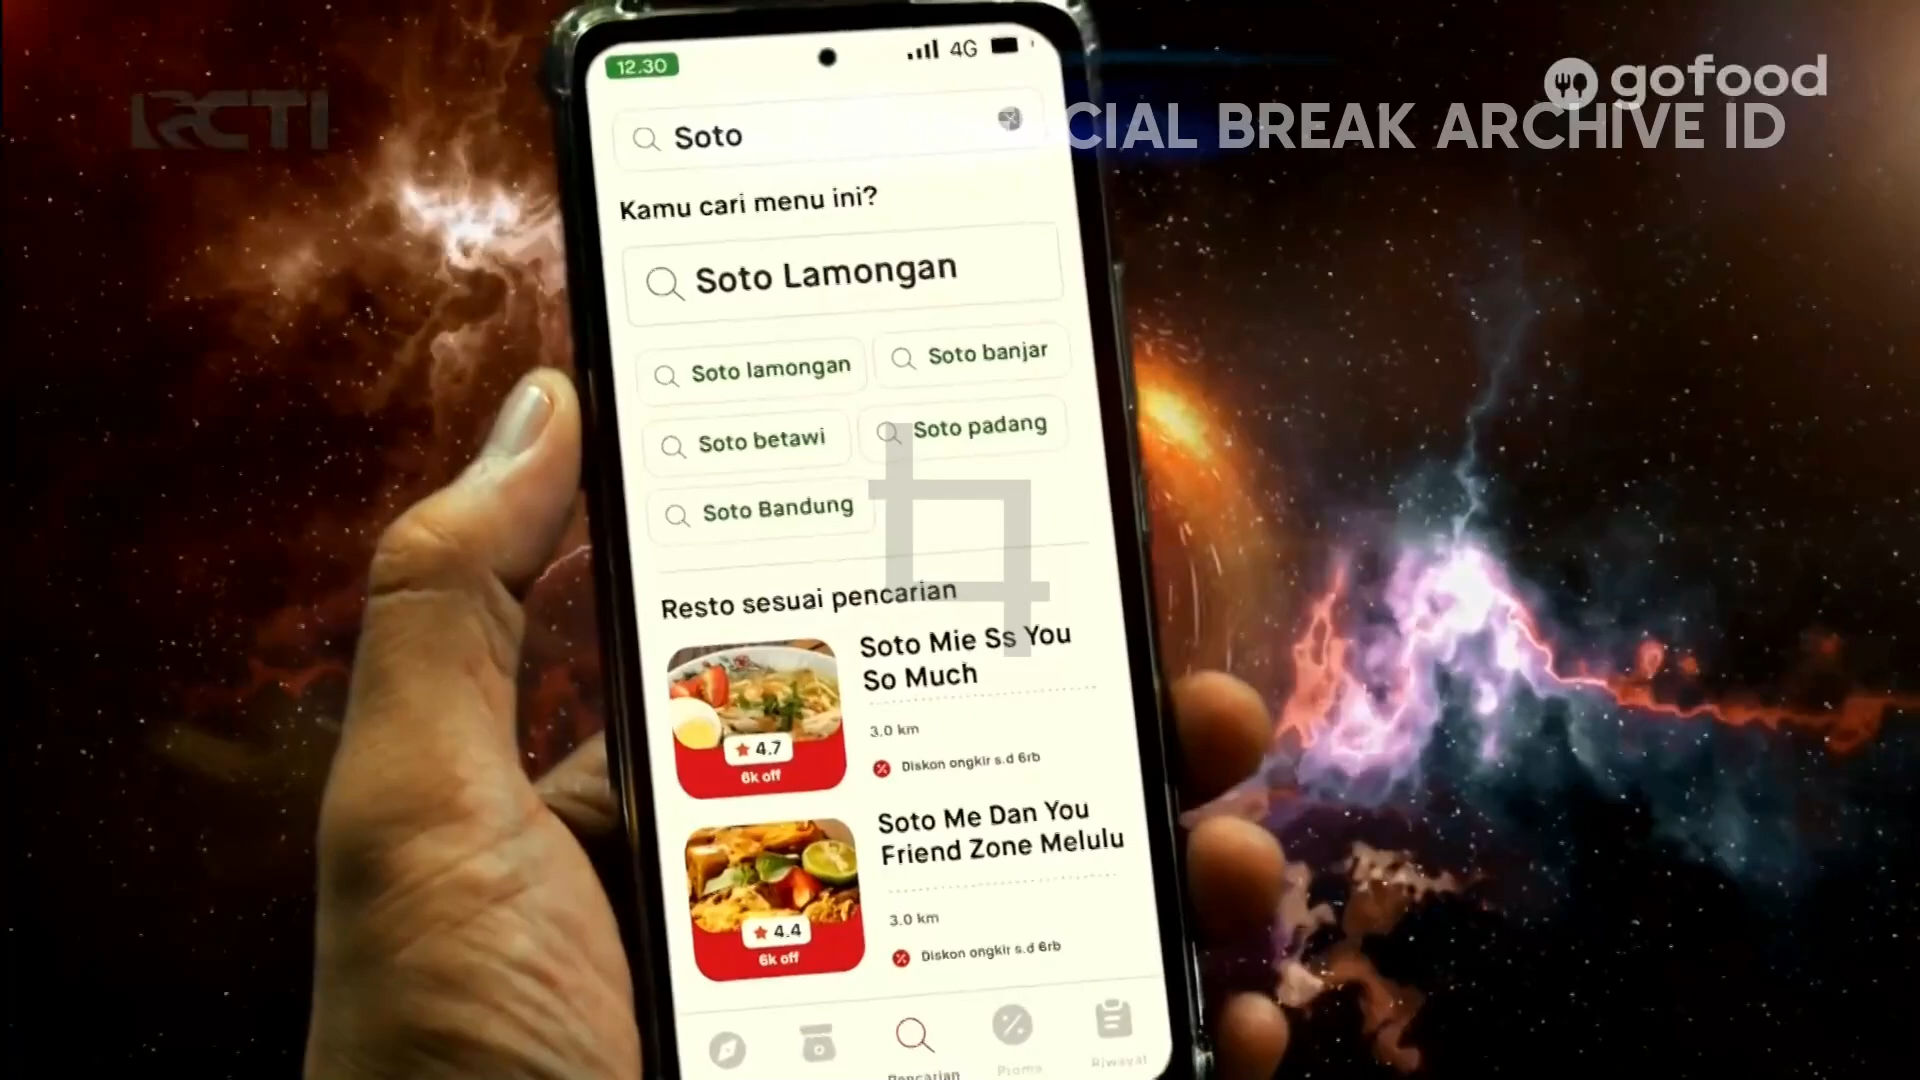 12.30
4G
gofood
RCTI
CIAL BREAK ARCHIVE ID
Soto
Kamu cari menu ini?
Soto Lamongan
Soto lamongan
Soto banjar
Soto betawi
Soto padang
Soto Bandung
Resto sesuai pencarian
Soto Mie Ss You
So Much
3.0 km
4.7
6k off
Diskon ongkir s.d 6rb
Soto Me Dan You
Friend Zone Melulu
3.0 km
4.4
6k off
Diskon ongkir s.d 6rb
Pencarian
Promo
Riwayat